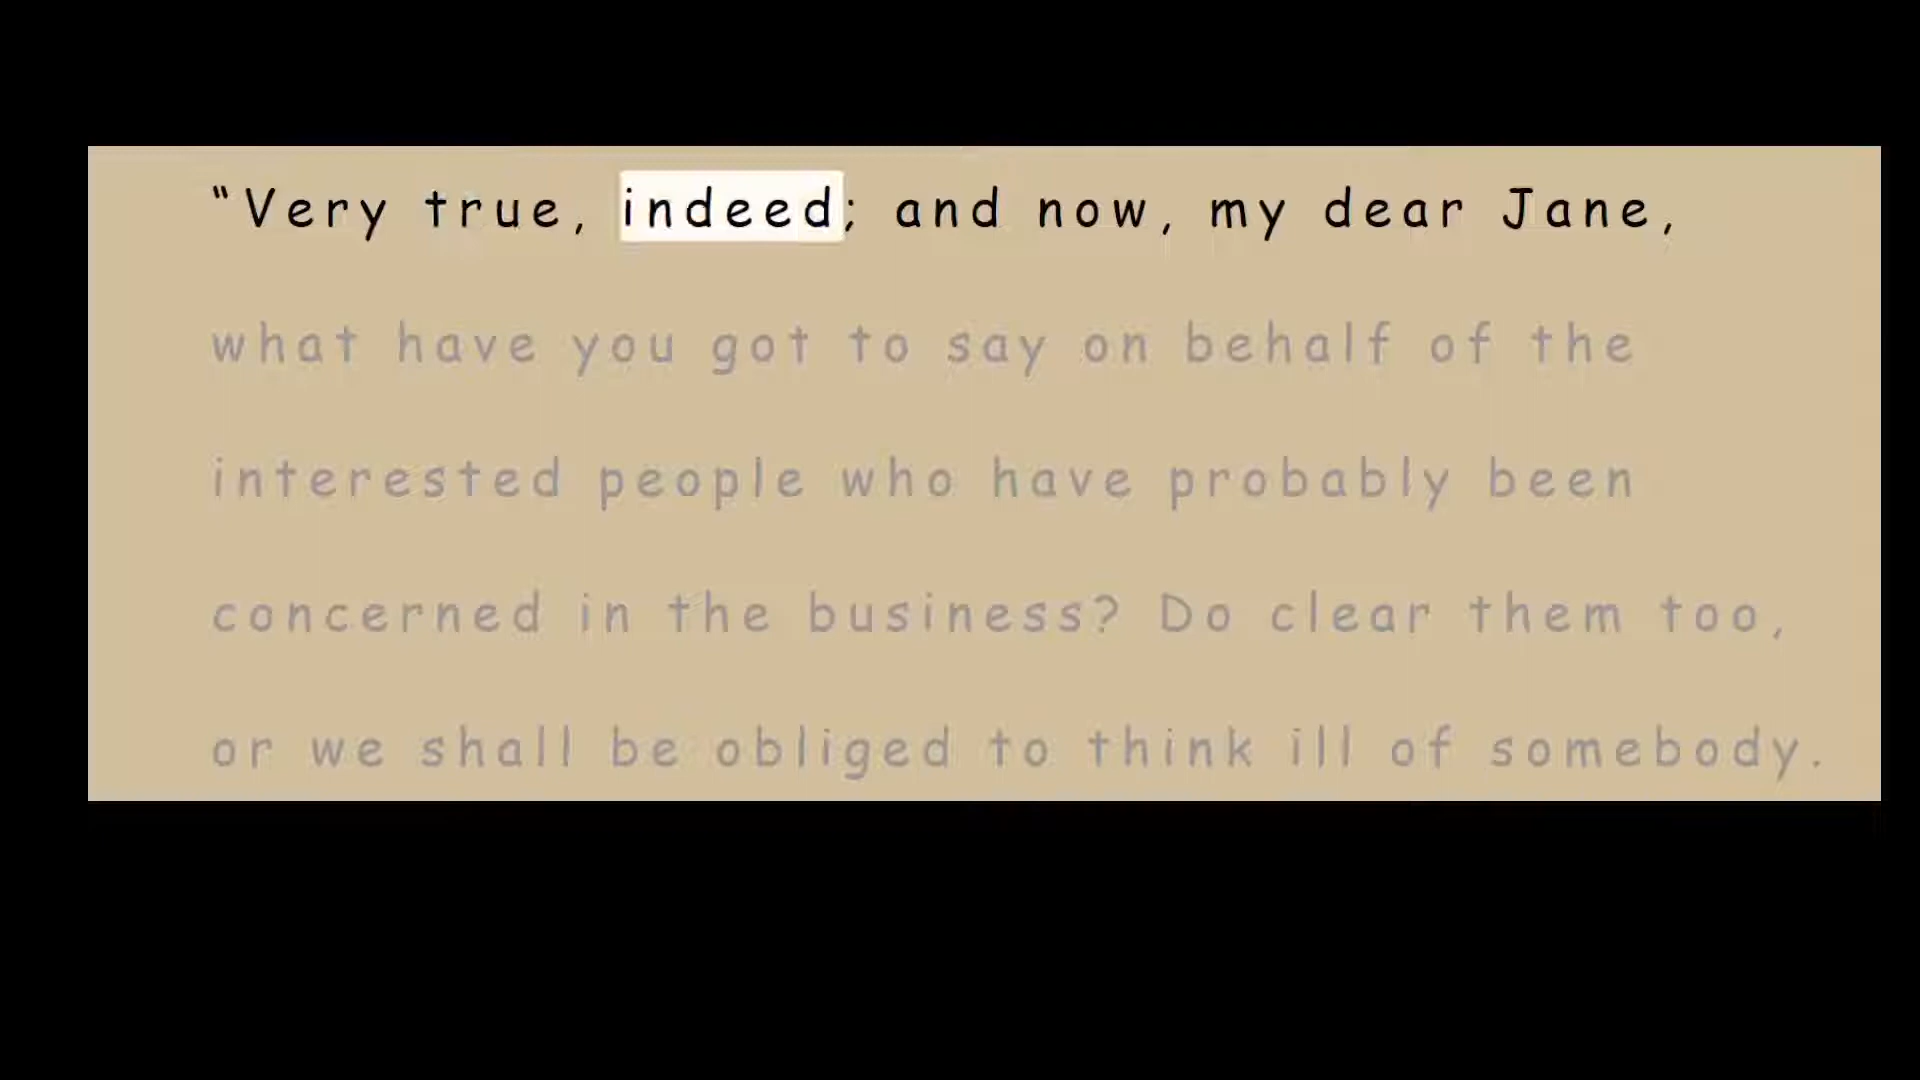 “Very true, indeed; and now, my dear Jane,
what have you got to say on behalf of the
interested people who have probably been
concerned in the business? Do clear them too,
or we shall be obliged to think ill of somebody.